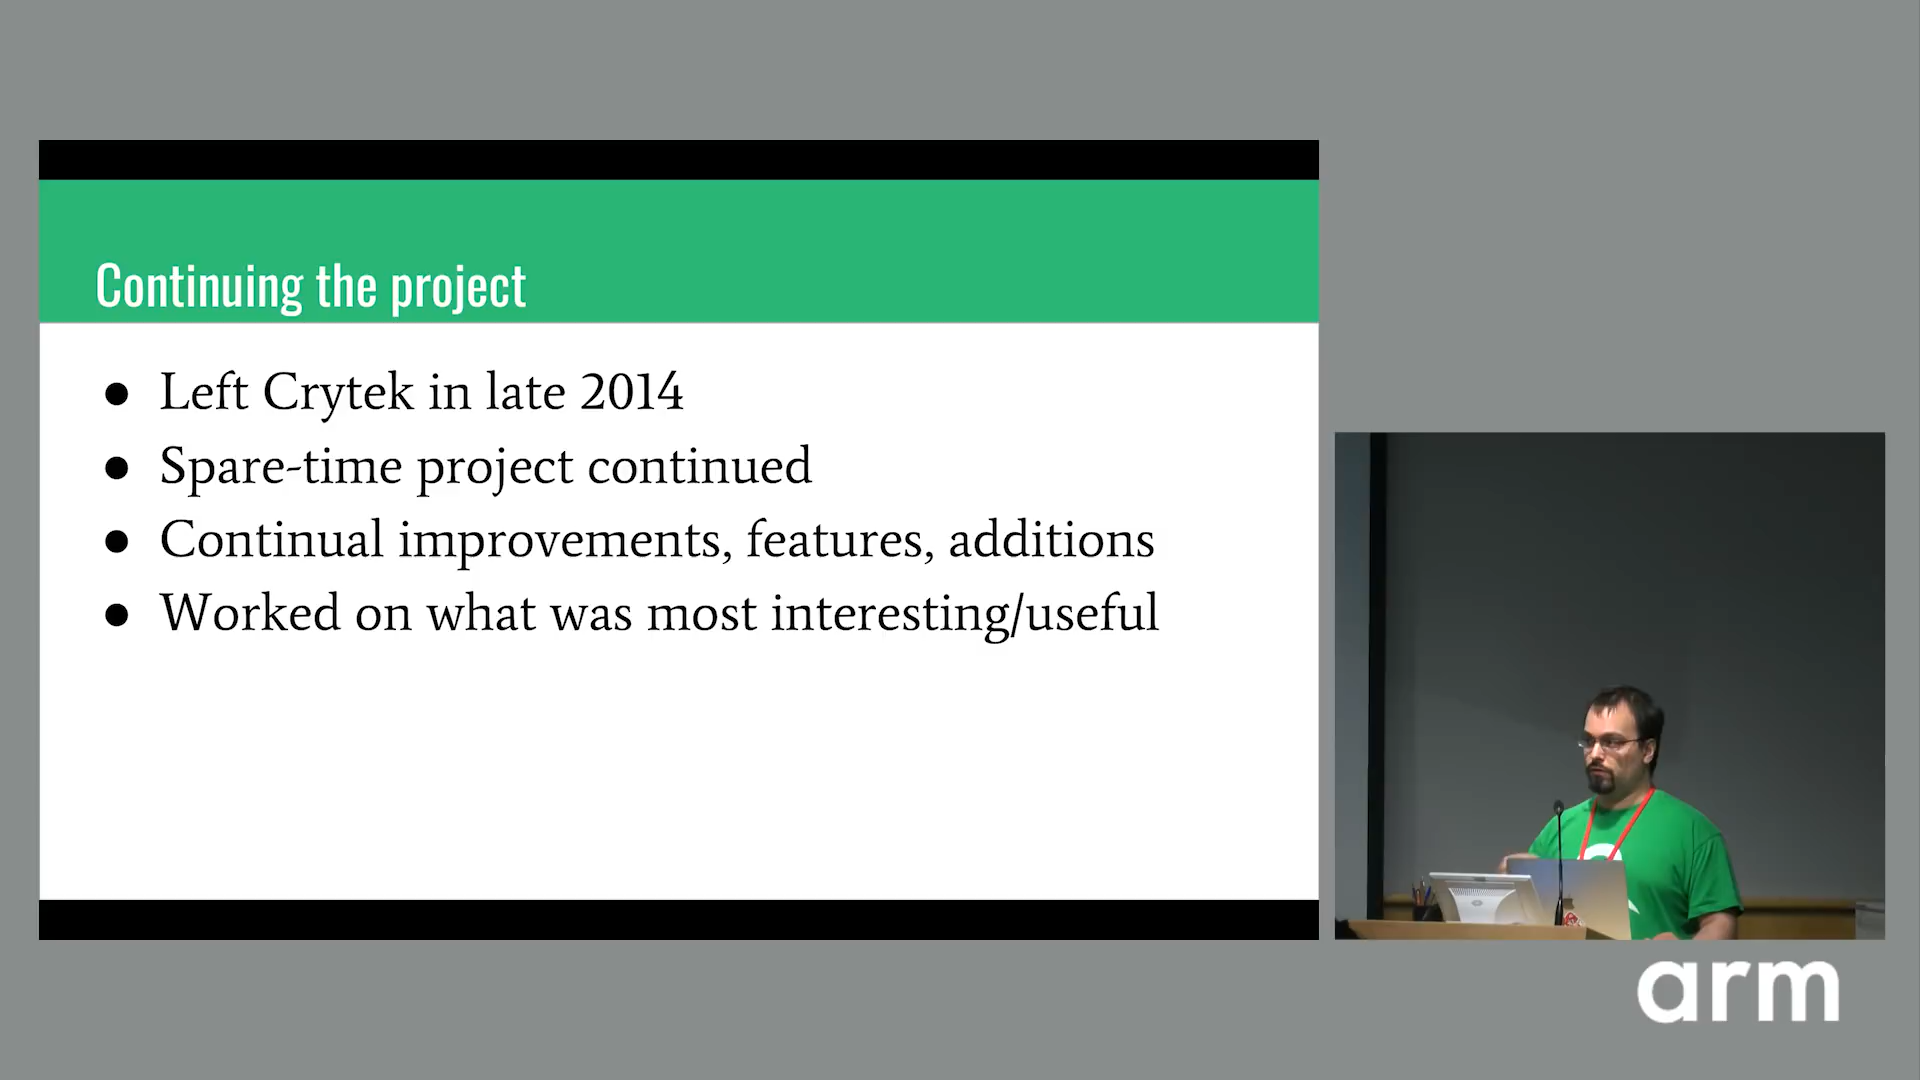 Continuing the project
● Left Crytek in late 2014
● Spare-time project continued
● Continual improvements, features, additions
● Worked on what was most interesting/useful
arm